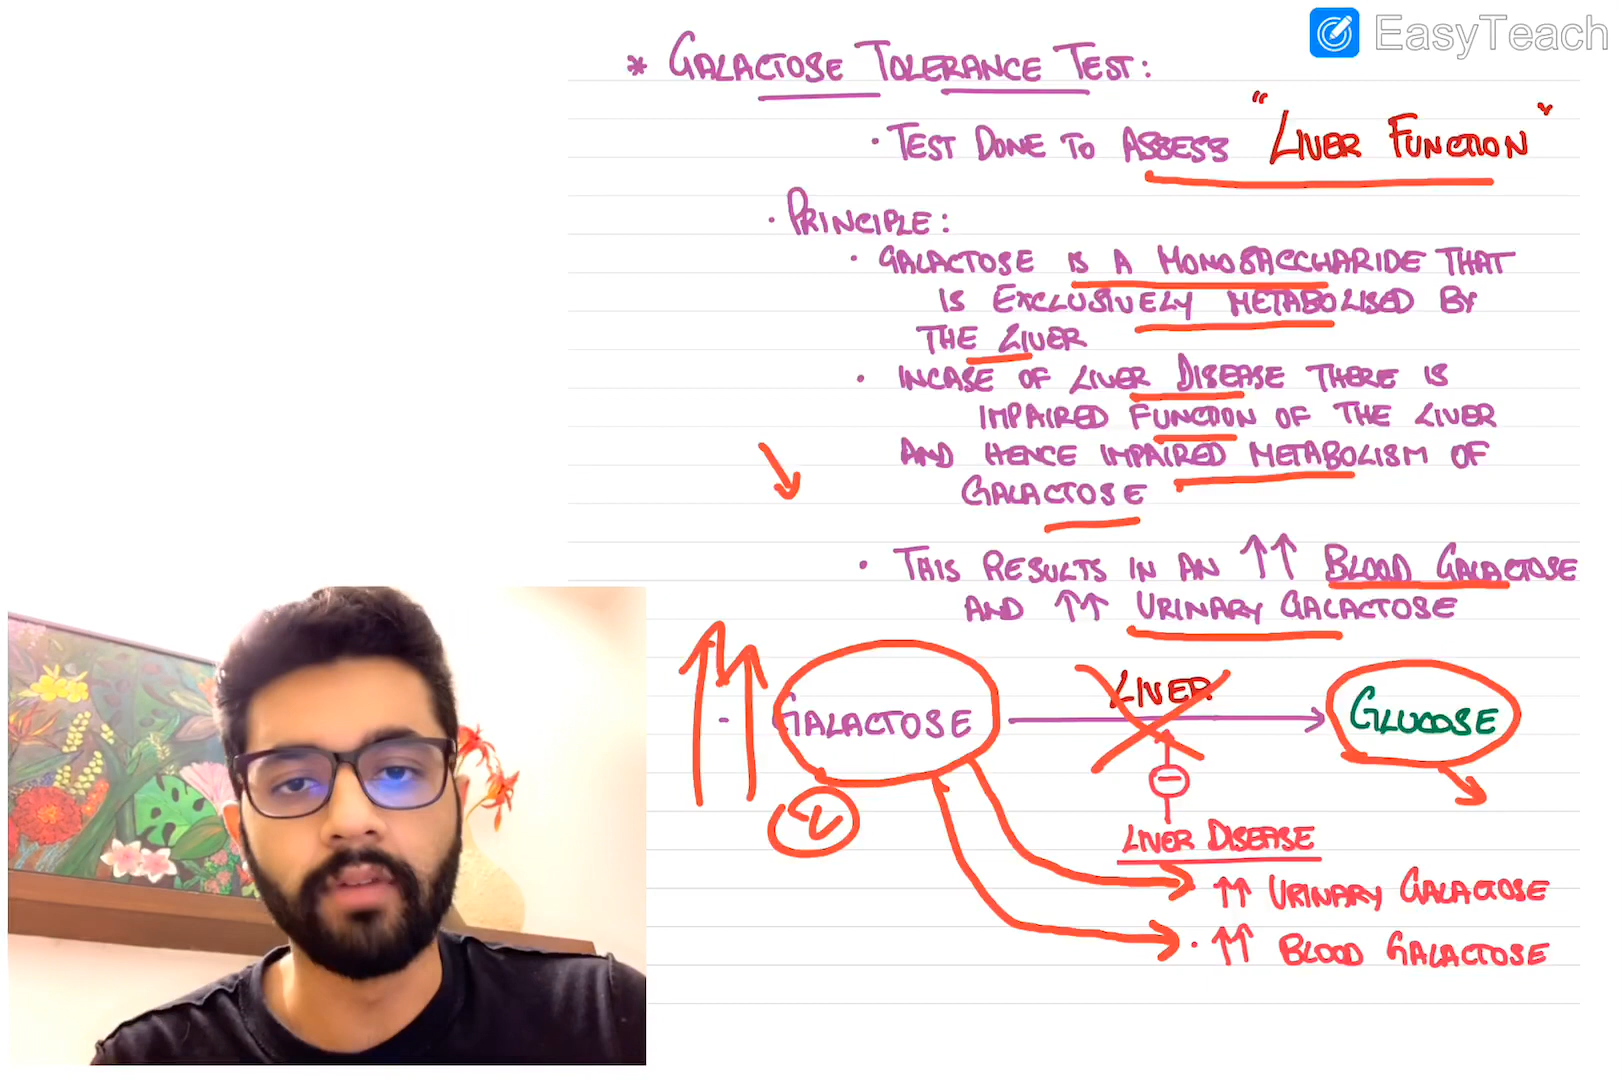 EasyTeach
* GALACTOSE TOLERANCE TEST:
• TEST DONE TO ASSESS "LIVER FUNCTION"
• PRINCIPLE:
• GALACTOSE IS A MONOSACCHARIDE THAT
IS EXCLUSIVELY METABOLISED BY
THE LIVER
• INCASE OF LIVER DISEASE THERE IS
IMPAIRED FUNCTION OF THE LIVER
AND HENCE IMPAIRED METABOLISM OF
GALACTOSE
• THIS RESULTS IN AN ↑↑ BLOOD GALACTOSE
AND ↑↑ URINARY GALACTOSE
- GALACTOSE LIVER → GLUCOSE
LIVER DISEASE
↑↑ URINARY GALACTOSE
• ↑↑ BLOOD GALACTOSE